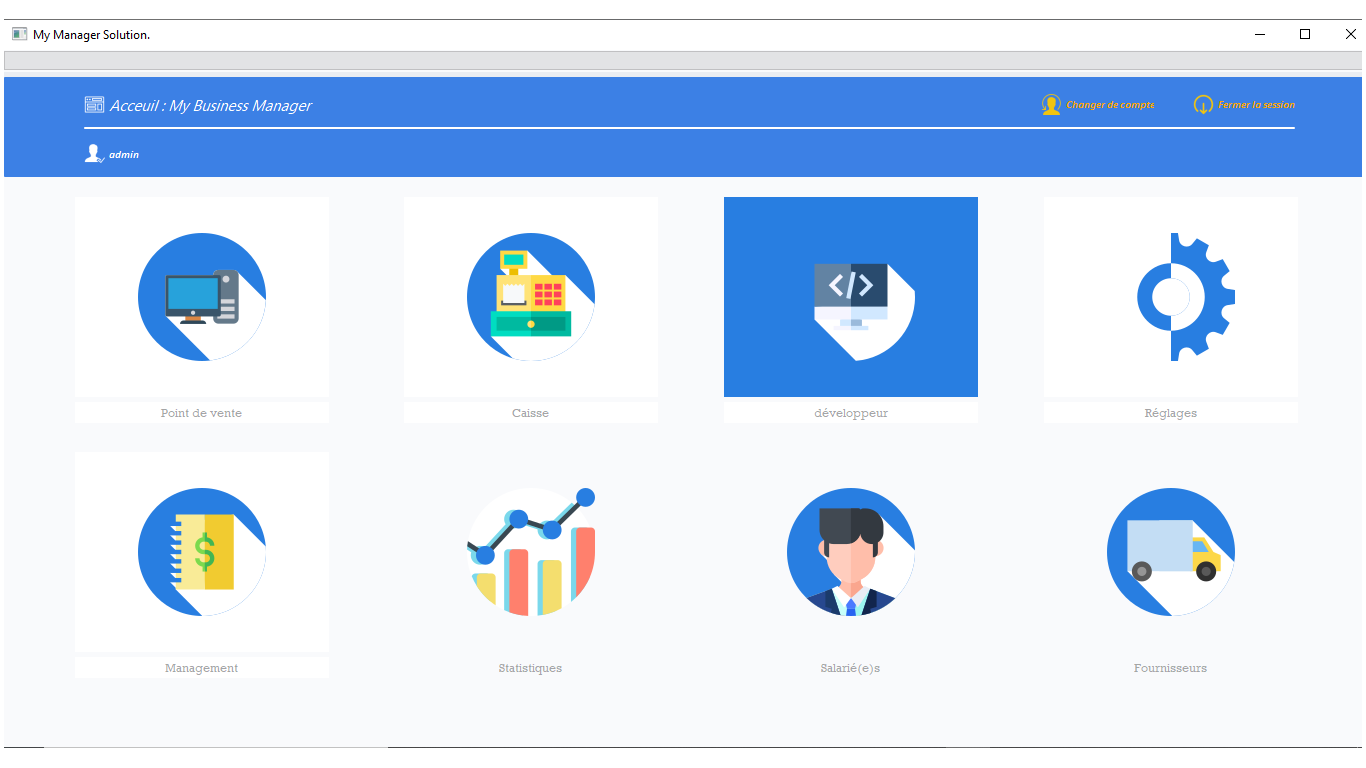 My Manager Solution.
Acceuil : My Business Manager
Changer de compte
Fermer la session
admin
</>
Point de vente
Caisse
développeur
Réglages
$
Management
Statistiques
Salarié(e)s
Fournisseurs